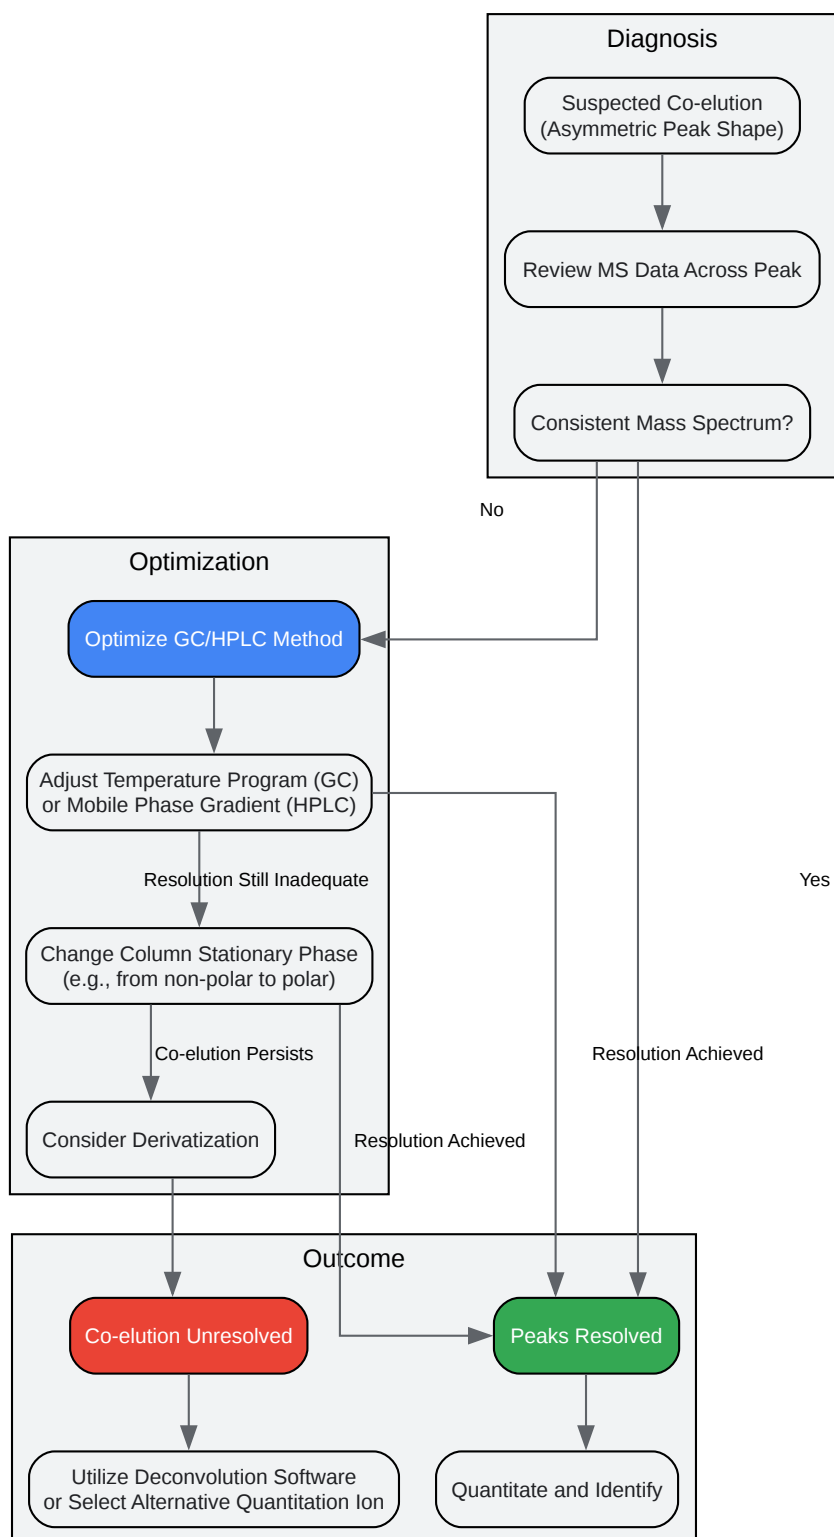 Diagnosis
Suspected Co-elution
(Asymmetric Peak Shape)
Review MS Data Across Peak
Consistent Mass Spectrum?
No
Optimization
Optimize GC/HPLC Method
Adjust Temperature Program (GC)
or Mobile Phase Gradient (HPLC)
Resolution Still Inadequate
Yes
Change Column Stationary Phase
(e.g., from non-polar to polar)
Co-elution Persists
Resolution Achieved
Consider Derivatization
Resolution Achieved
Outcome
Co-elution Unresolved
Peaks Resolved
Utilize Deconvolution Software
or Select Alternative Quantitation Ion
Quantitate and Identify